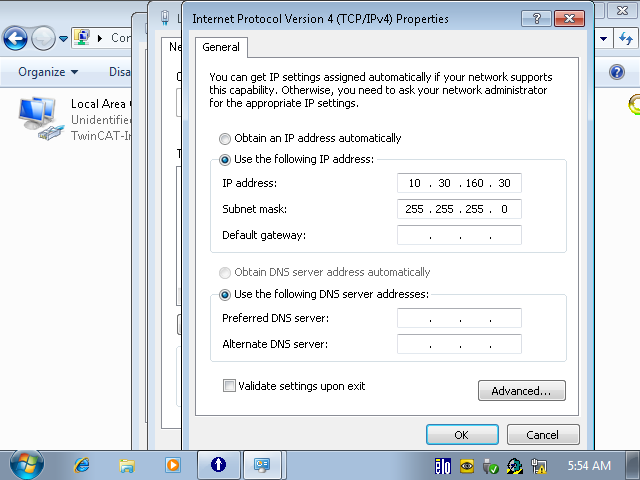 Internet Protocol Version 4 (TCP/IPv4) Properties
General
Organize
Local Area
Unidentified
You can get IP settings assigned automatically if your network supports
this capability. Otherwise, you need to ask your network administrator
for the appropriate IP settings.
Obtain an IP address automatically
Use the following IP address:
IP address: 10 . 30 . 160 . 30
Subnet mask: 255 . 255 . 255 . 0
Default gateway: . . .
Obtain DNS server address automatically
Use the following DNS server addresses:
Preferred DNS server: . . .
Alternate DNS server: . . .
Validate settings upon exit
Advanced...
OK
Cancel
elo
5:54 AM